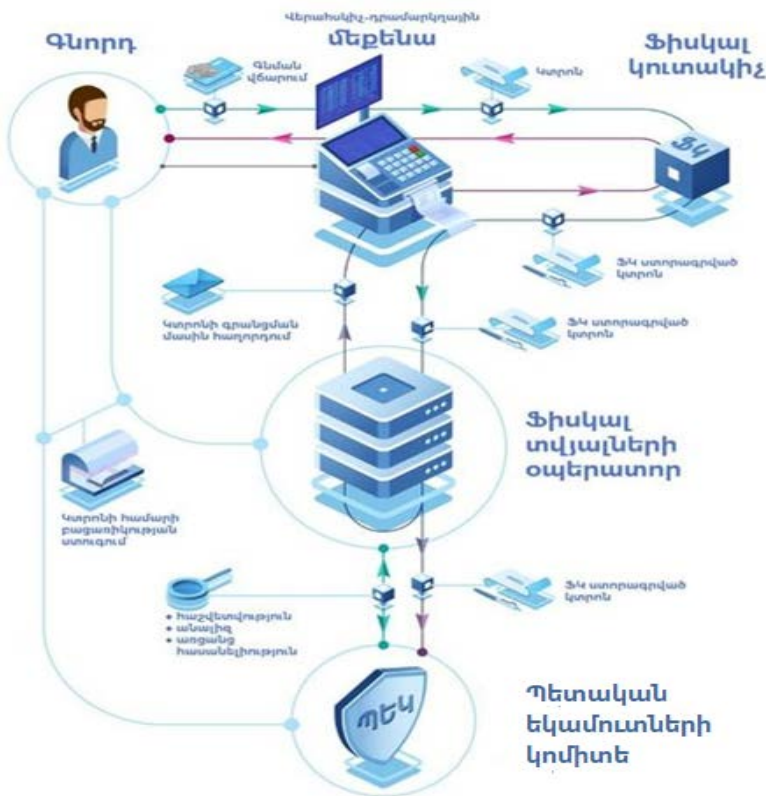 Գնորդ
Վերահսկիչ-դրամարկղային
մեքենա
Ֆիսկալ
կուտակիչ
Գնման
վճարում
Կտրոն
ՖԿ
ՖԿ ստորագրված
կտրոն
Կտրոնի գրանցման
մասին հաղորդում
ՖԿ ստորագրված
կտրոն
Ֆիսկալ
տվյալների
օպերատոր
Կտրոնի համարի
բացառիկության
ստուգում
ՖԿ ստորագրված
կտրոն
• հաշվետվություն
• անալիզ
• առցանց
հասանելիություն
ՊԵԿ
Պետական
եկամուտների
կոմիտե